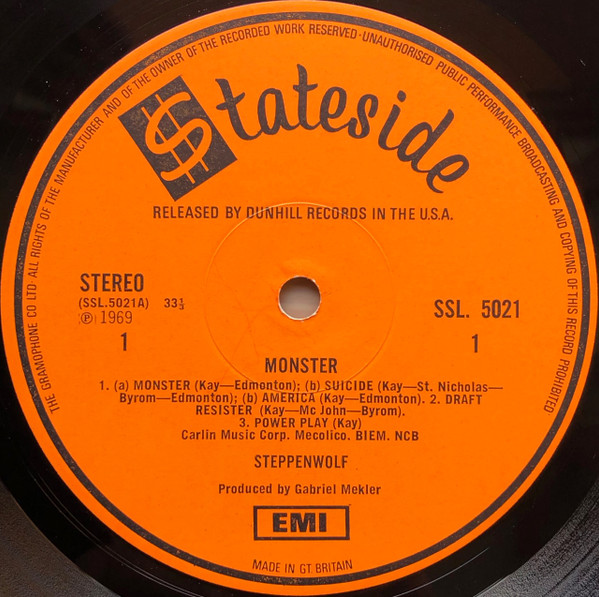 THE GRAMOPHONE CO LTD· ALL RIGHTS OF THE MANUFACTURER AND OF THE OWNER OF THE RECORDED WORK RESERVED·UNAUTHORISED PUBLIC PERFORMANCE BROADCASTING AND COPYING OF THIS RECORD PROHIBITED
$tateside
RELEASED BY DUNHILL RECORDS IN THE U.S.A.
STEREO
(SSL.5021A) 33⅓
Ⓟ 1969
1
SSL. 5021
1
MONSTER
1. (a) MONSTER (Kay—Edmonton); (b) SUICIDE (Kay—St. Nicholas—
Byrom—Edmonton); (b) AMERICA (Kay—Edmonton). 2. DRAFT
RESISTER (Kay—Mc John—Byrom).
3. POWER PLAY (Kay)
Carlin Music Corp. Mecolico. BIEM. NCB
STEPPENWOLF
Produced by Gabriel Mekler
EMI
MADE IN GT. BRITAIN